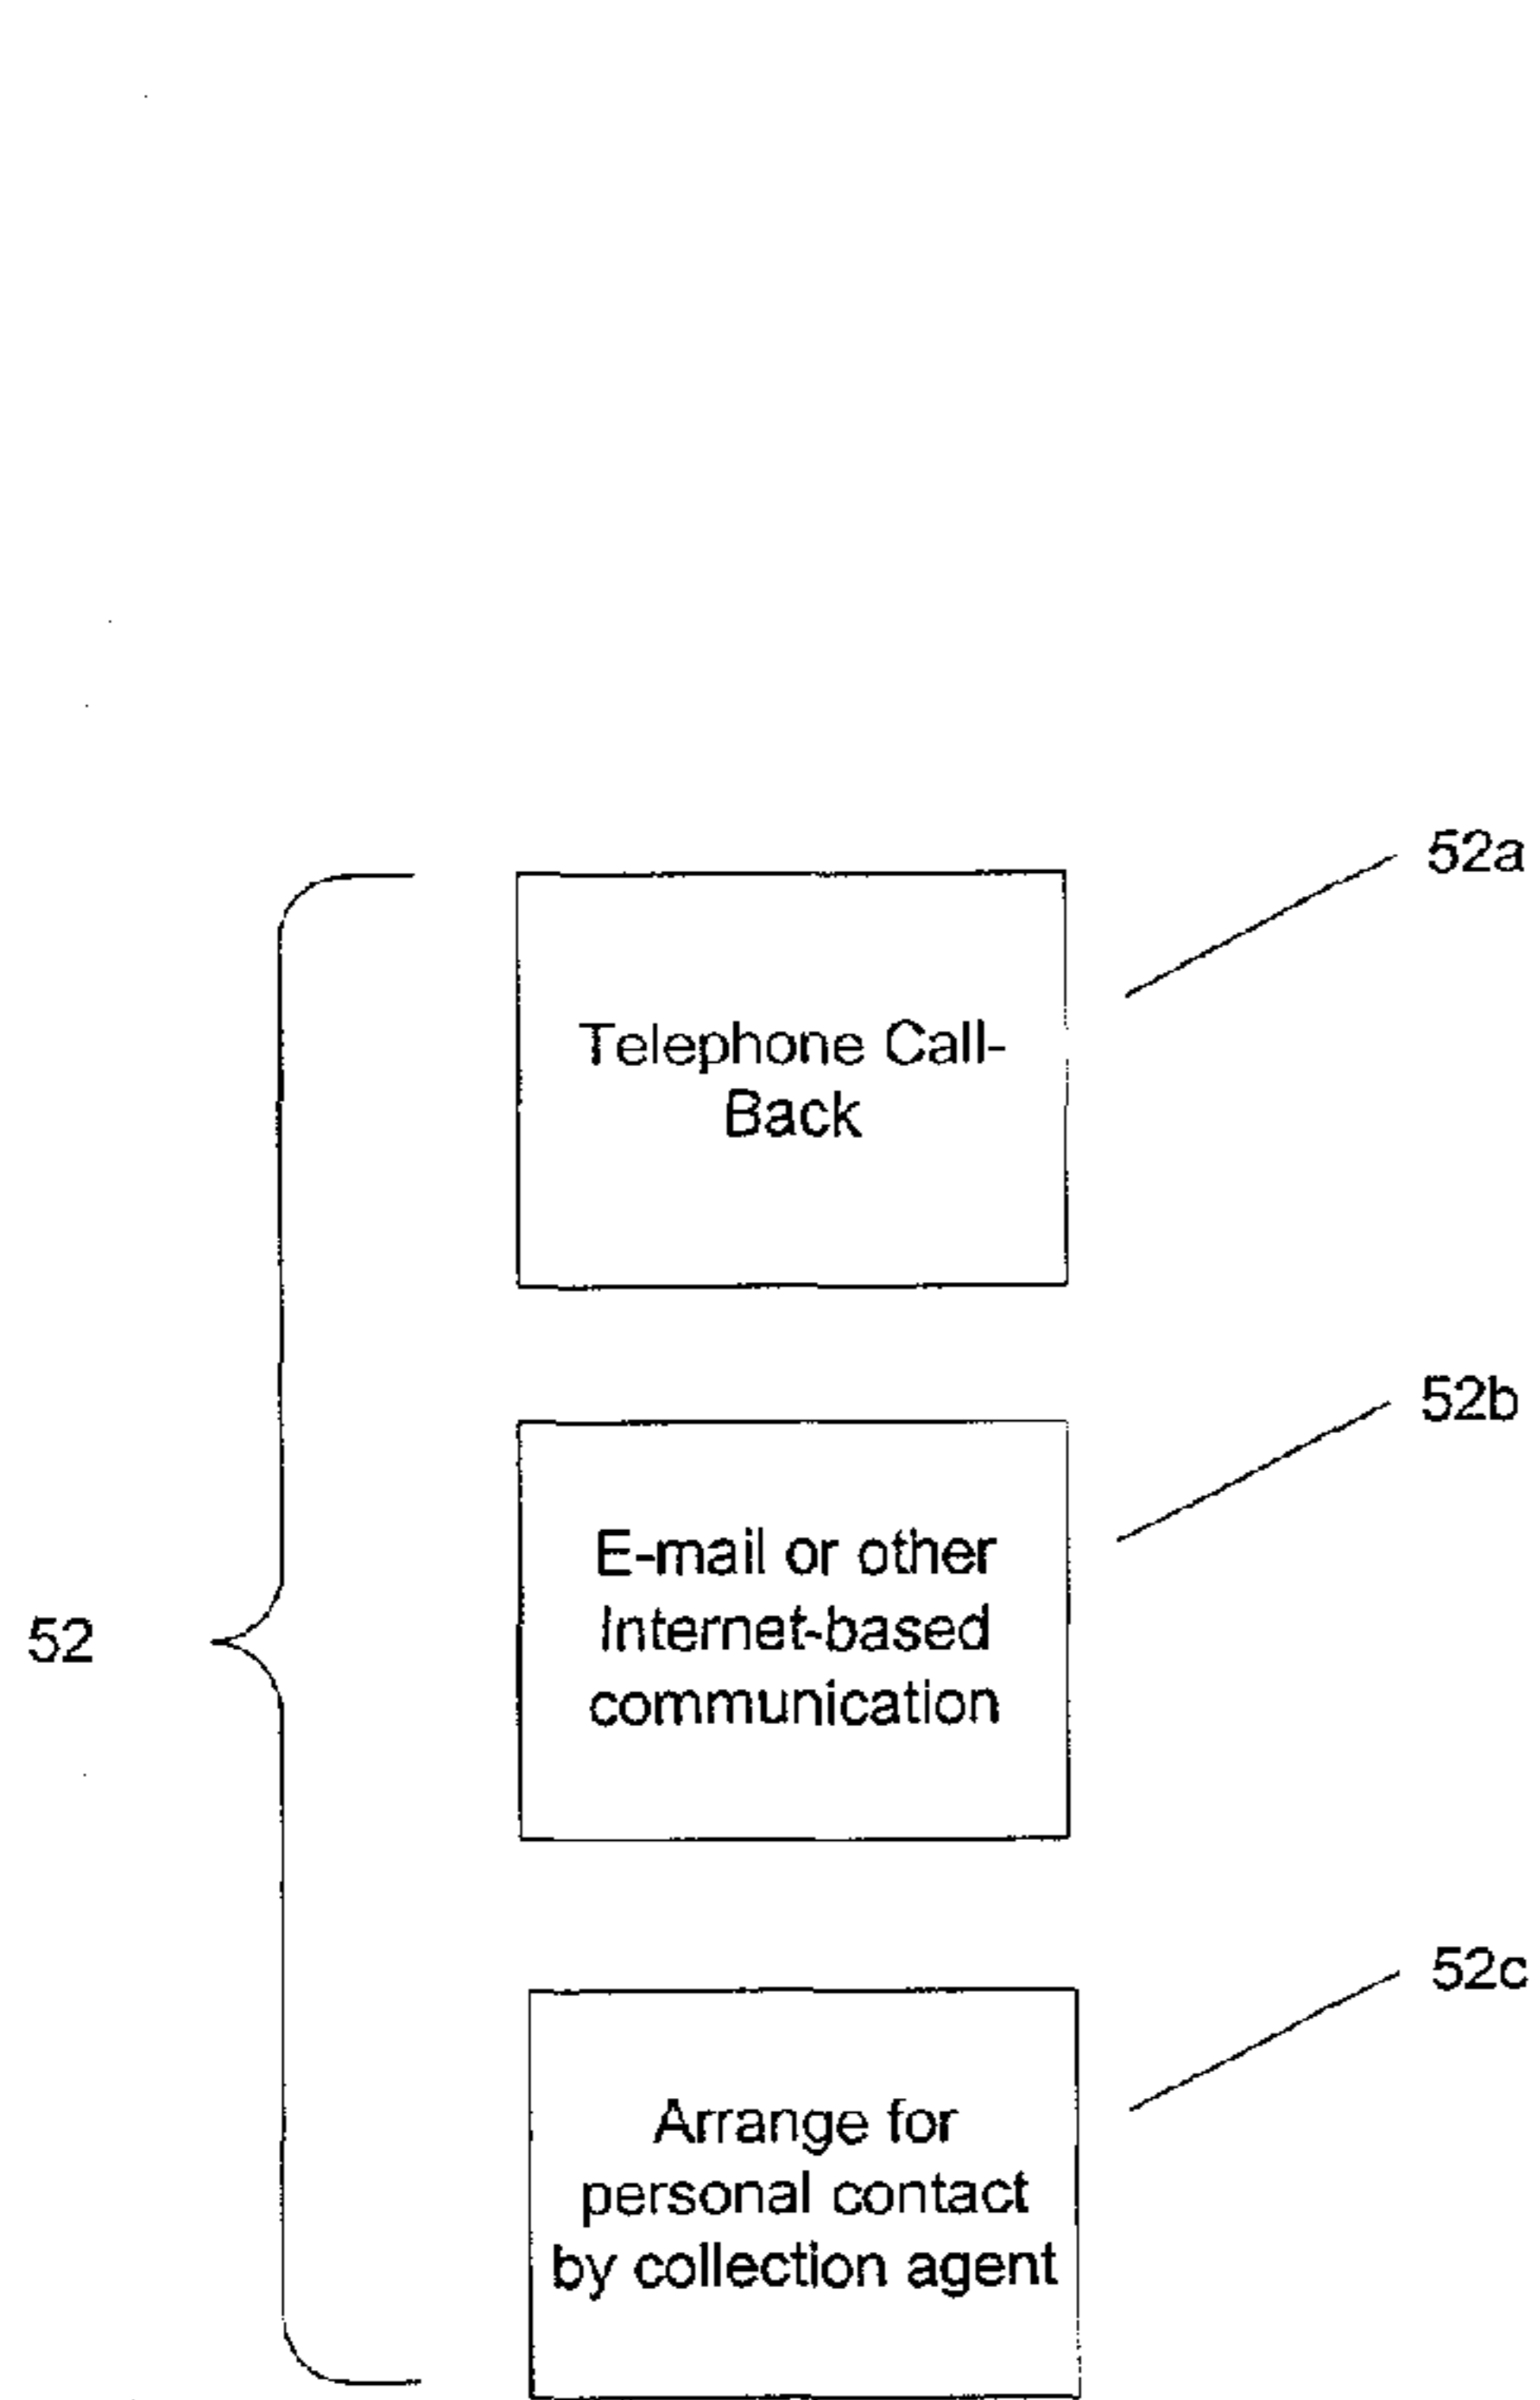 52a
Telephone Call-
Back
52b
E-mail or other
Internet-based
communication
52
52c
Arrange for
personal contact
by collection agent